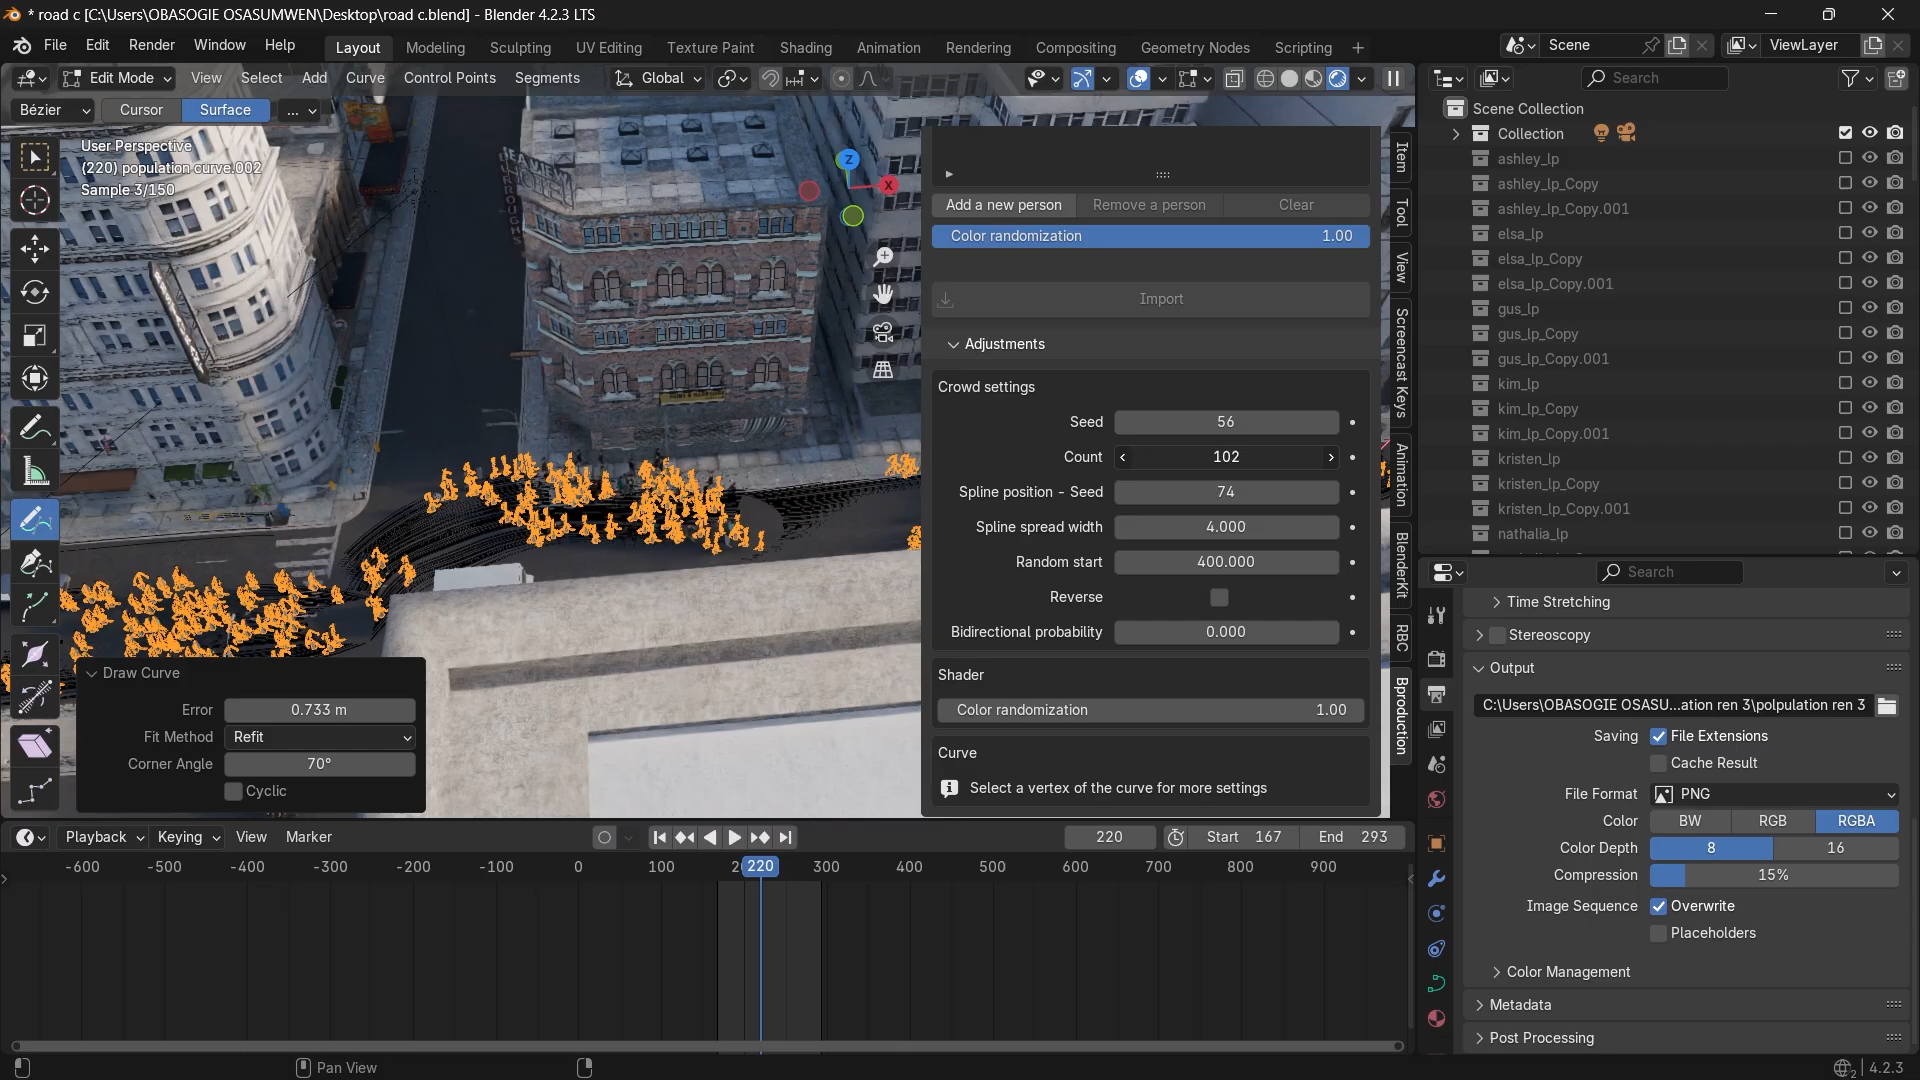 * road c [C:\Users\OBASOGIE OSASUMWEN\Desktop\road c.blend] - Blender 4.2.3 LTS
File Edit Render Window Help
Layout Modeling Sculpting UV Editing Texture Paint Shading Animation Rendering Compositing Geometry Nodes Scripting +
Scene
ViewLayer
Edit Mode View Select Add Curve Control Points Segments Global
Bézier Cursor Surface ...
User Perspective
(220) population curve.002
Sample 3/150
Z
X
Add a new person Remove a person Clear
Color randomization 1.00
Import
Adjustments
Crowd settings
Seed 56
Count 102
Spline position - Seed 74
Spline spread width 4.000
Random start 400.000
Reverse
Bidirectional probability 0.000
Shader
Color randomization 1.00
Curve
Select a vertex of the curve for more settings
Item
Tool
View
Screencast Keys
Animation
BlenderKit
RBC
Bproduction
Draw Curve
Error 0.733 m
Fit Method Refit
Corner Angle 70°
Cyclic
Playback Keying View Marker
220 Start 167 End 293
-600 -500 -400 -300 -200 -100 0 100 2 220 300 400 500 600 700 800 900
Pan View
Search
Scene Collection
Collection
ashley_lp
ashley_lp_Copy
ashley_lp_Copy.001
elsa_lp
elsa_lp_Copy
elsa_lp_Copy.001
gus_lp
gus_lp_Copy
gus_lp_Copy.001
kim_lp
kim_lp_Copy
kim_lp_Copy.001
kristen_lp
kristen_lp_Copy
kristen_lp_Copy.001
nathalia_lp
Search
Time Stretching
Stereoscopy
Output
C:\Users\OBASOGIE OSASU...ation ren 3\polpulation ren 3
Saving File Extensions
Cache Result
File Format PNG
Color BW RGB RGBA
Color Depth 8 16
Compression 15%
Image Sequence Overwrite
Placeholders
Color Management
Metadata
Post Processing
2 4.2.3